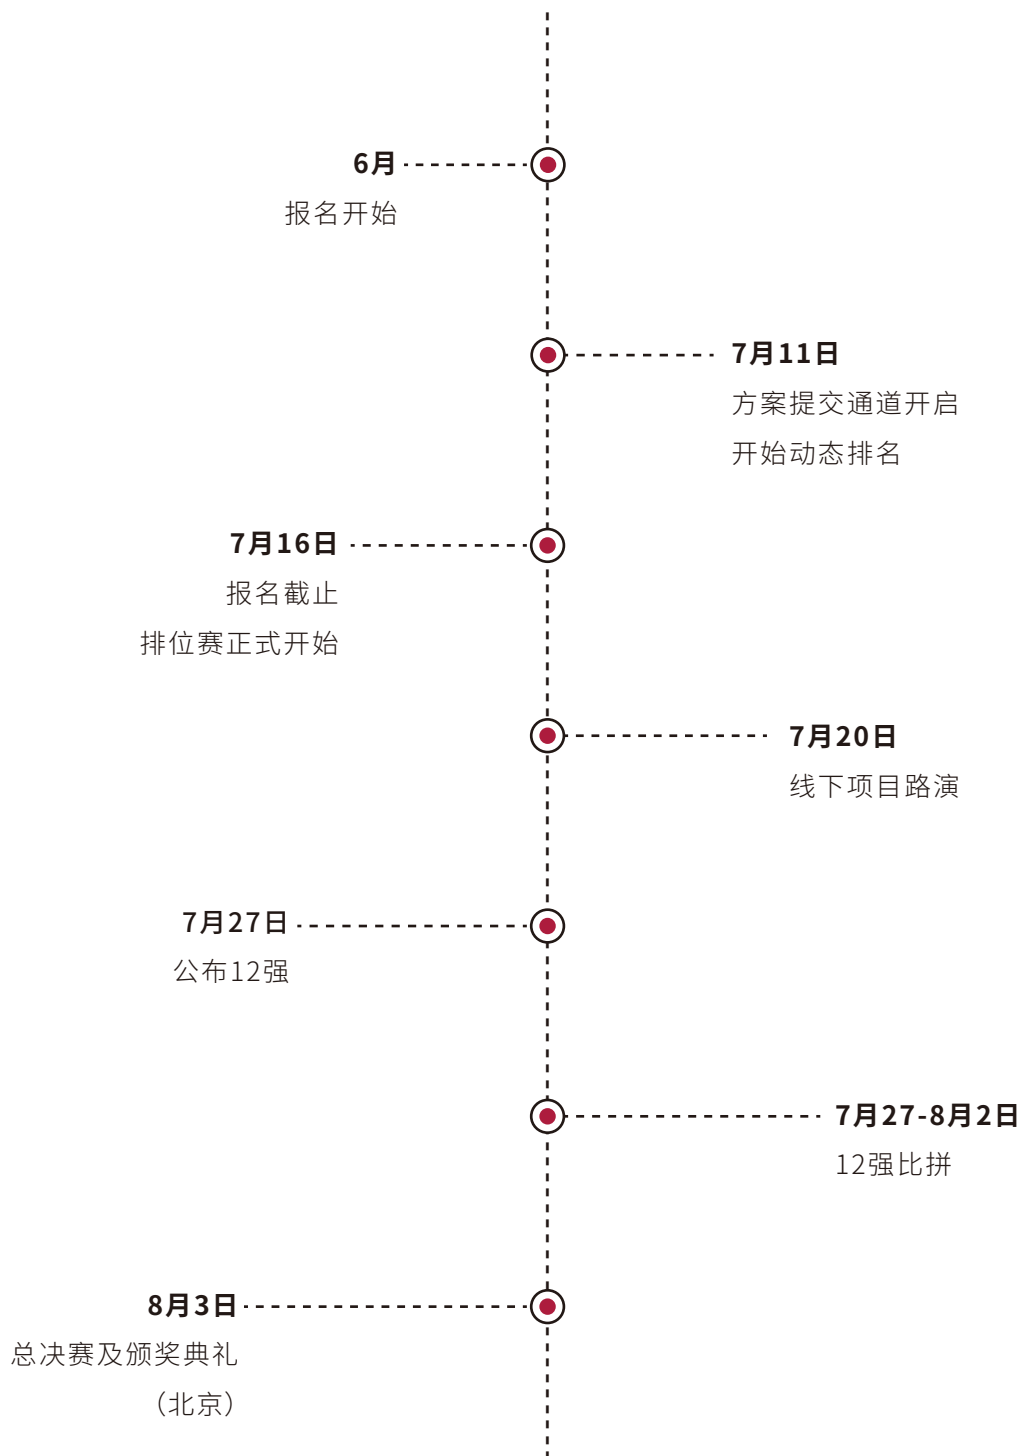 6月
报名开始
7月11日
方案提交通道开启
开始动态排名
7月16日
报名截止
排位赛正式开始
7月20日
线下项目路演
7月27日
公布12强
7月27-8月2日
12强比拼
8月3日
总决赛及颁奖典礼
（北京）